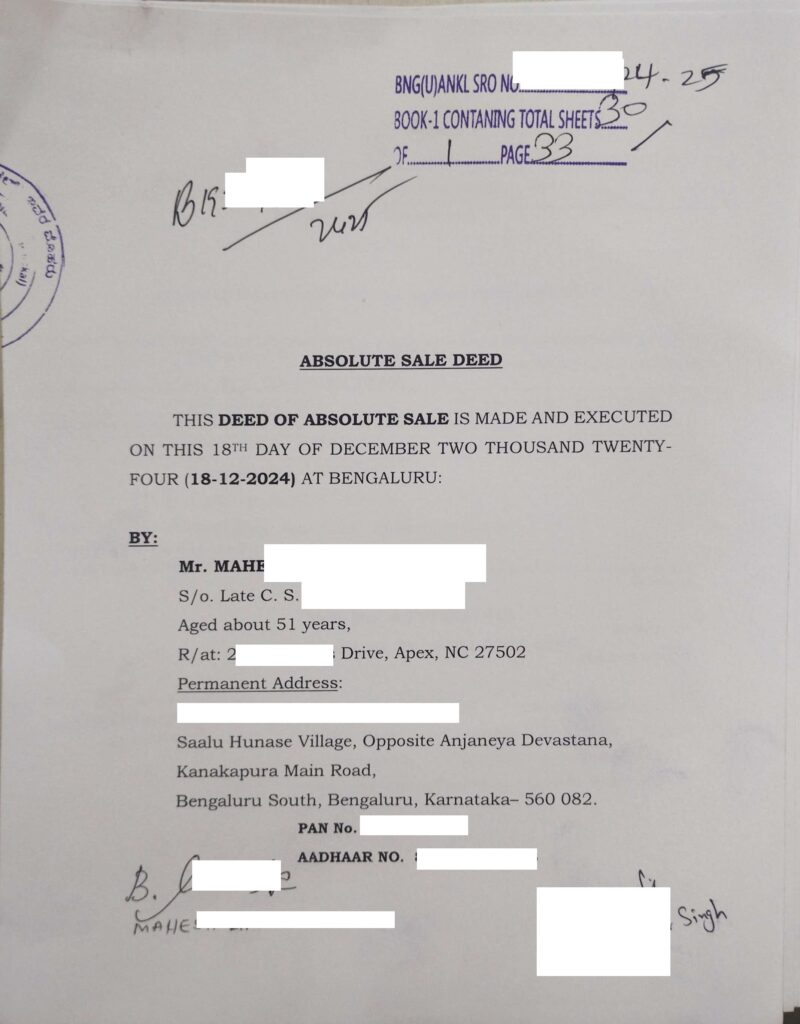 BNG(U)ANKL SRO NO............24-25
BOOK-1 CONTANING TOTAL SHEETS 30
OF.......1..........PAGE 33
2425
ABSOLUTE SALE DEED
THIS DEED OF ABSOLUTE SALE IS MADE AND EXECUTED
ON THIS 18TH DAY OF DECEMBER TWO THOUSAND TWENTY-
FOUR (18-12-2024) AT BENGALURU:
BY:
Mr. MAHE
S/o. Late C. S.
Aged about 51 years,
R/at: 2 Drive, Apex, NC 27502
Permanent Address:
Saalu Hunase Village, Opposite Anjaneya Devastana,
Kanakapura Main Road,
Bengaluru South, Bengaluru, Karnataka– 560 082.
PAN No.
AADHAAR NO.
B.
MAHE
Singh